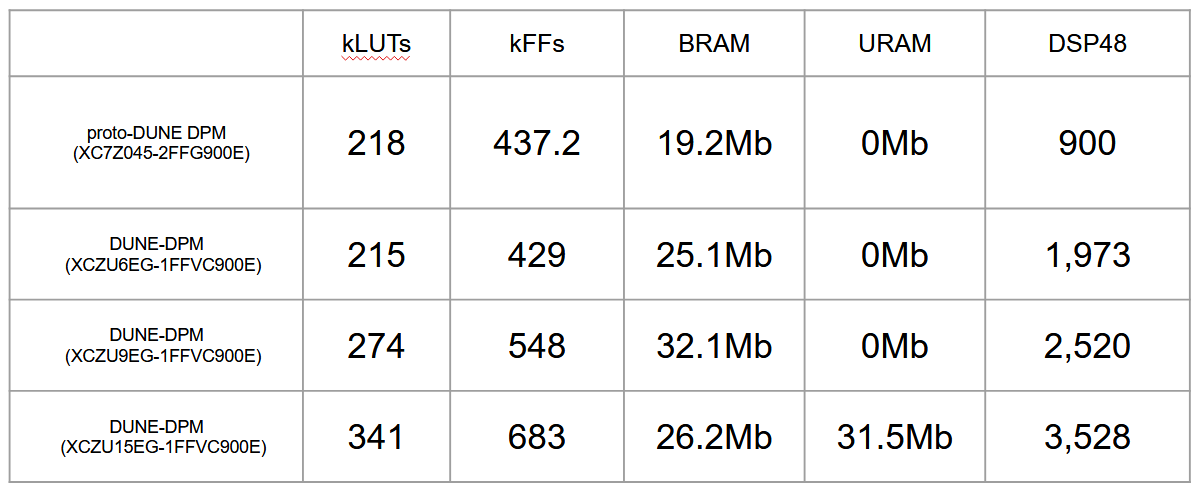 kLUTs kFFs BRAM URAM DSP48
proto-DUNE DPM
(XC7Z045-2FFG900E) 218 437.2 19.2Mb 0Mb 900
DUNE-DPM
(XCZU6EG-1FFVC900E) 215 429 25.1Mb 0Mb 1,973
DUNE-DPM
(XCZU9EG-1FFVC900E) 274 548 32.1Mb 0Mb 2,520
DUNE-DPM
(XCZU15EG-1FFVC900E) 341 683 26.2Mb 31.5Mb 3,528